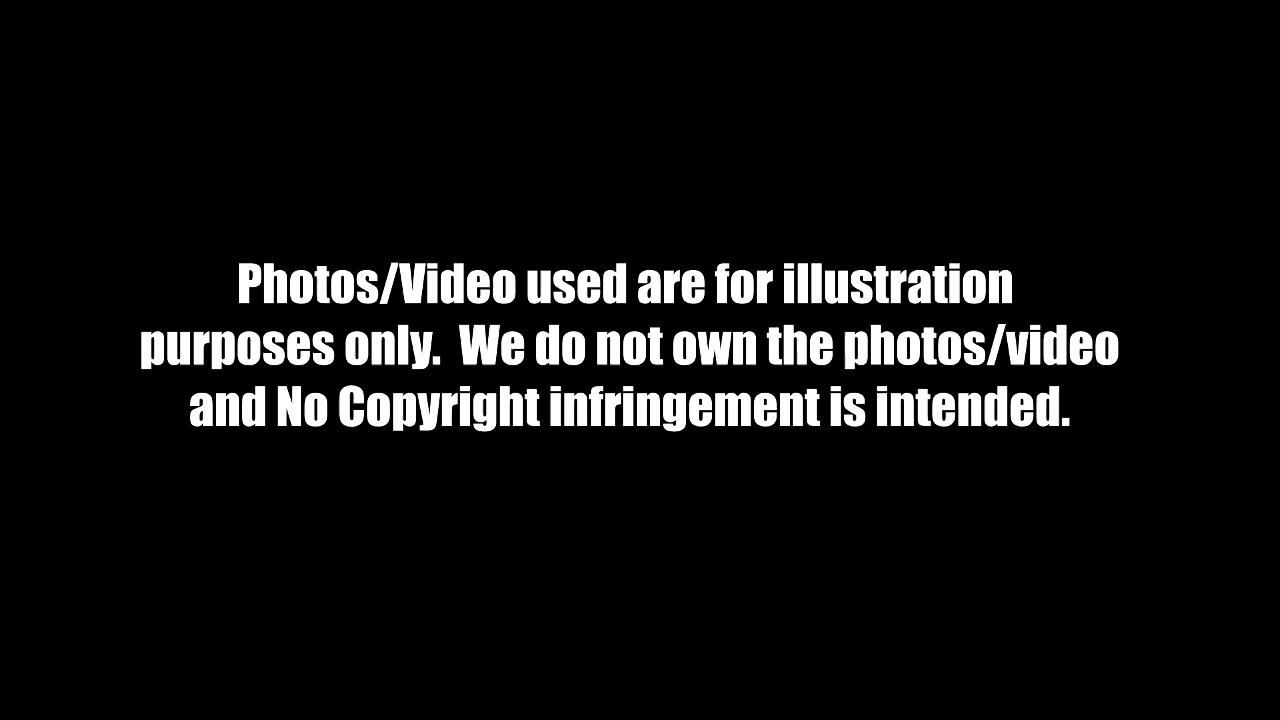 Photos/Video used are for illustration
purposes only.  We do not own the photos/video
and No Copyright infringement is intended.